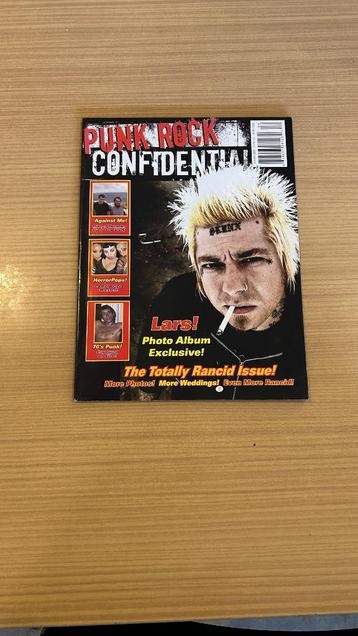 PUNK ROCK
CONFIDENTIAL
SKUNX
Against Me!
HorrorPops!
70's Punk!
Lars!
Photo Album
Exclusive!
The Totally Rancid Issue!
More Photos! More Weddings! Even More Rancid!